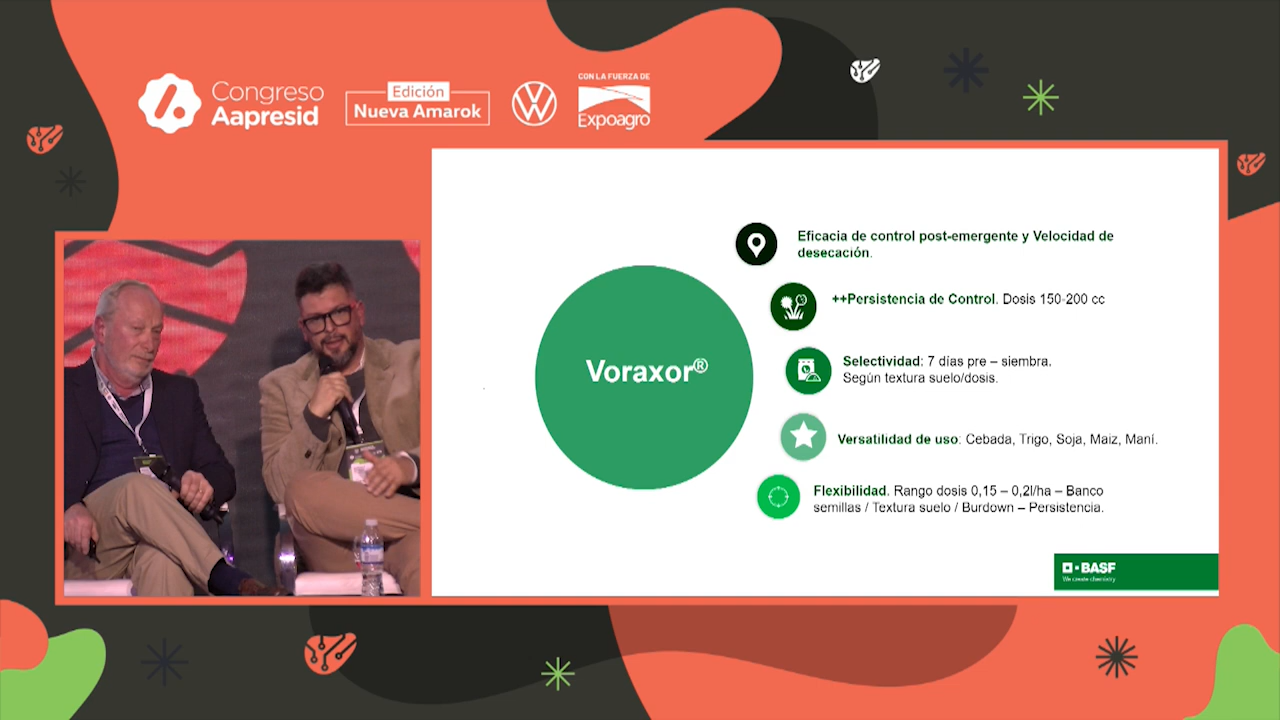 Congreso
Aapresid
Edición
Nueva Amarok
CON LA FUERZA DE
Expoagro
Voraxor®
Eficacia de control post-emergente y Velocidad de
desecación.
++Persistencia de Control. Dosis 150-200 cc
Selectividad: 7 días pre – siembra.
Según textura suelo/dosis.
Versatilidad de uso: Cebada, Trigo, Soja, Maiz, Maní.
Flexibilidad. Rango dosis 0,15 – 0,2l/ha – Banco
semillas / Textura suelo / Burdown – Persistencia.
BASF
We create chemistry